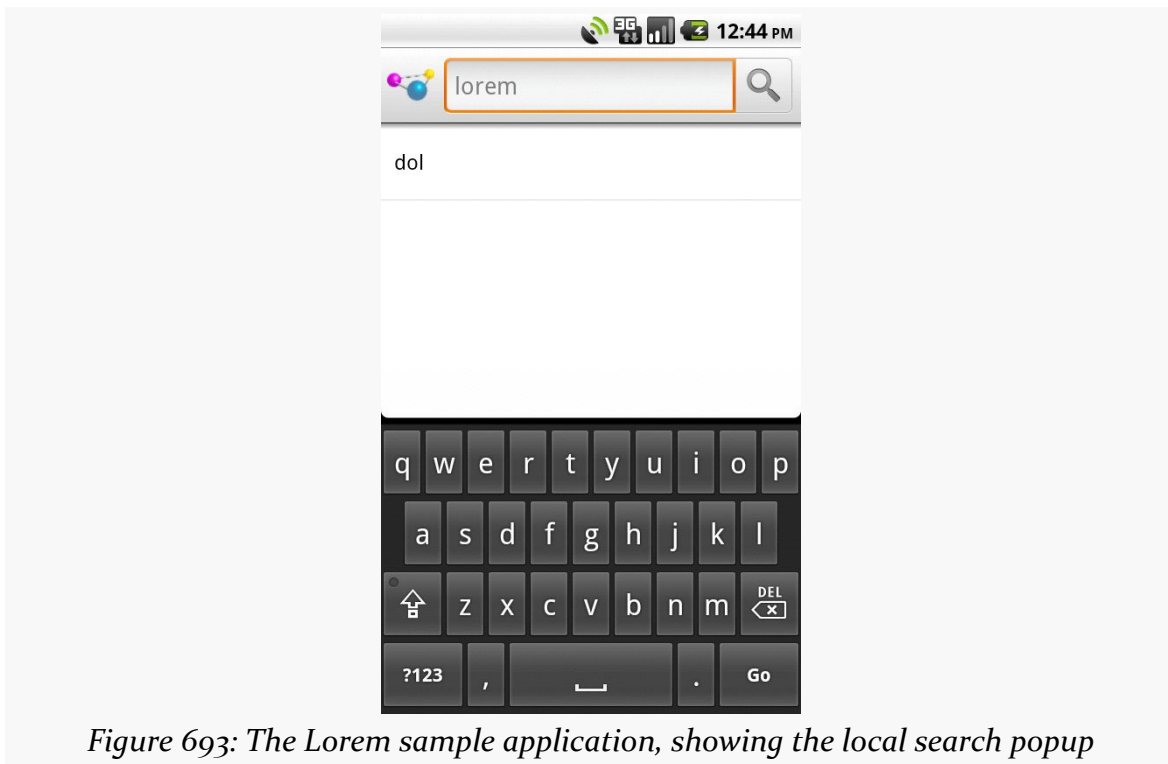 3G 12:44 PM
lorem
dol
q w e r t y u i o p
a s d f g h j k l
z x c v b n m DEL
?123 , . Go
Figure 693: The Lorem sample application, showing the local search popup